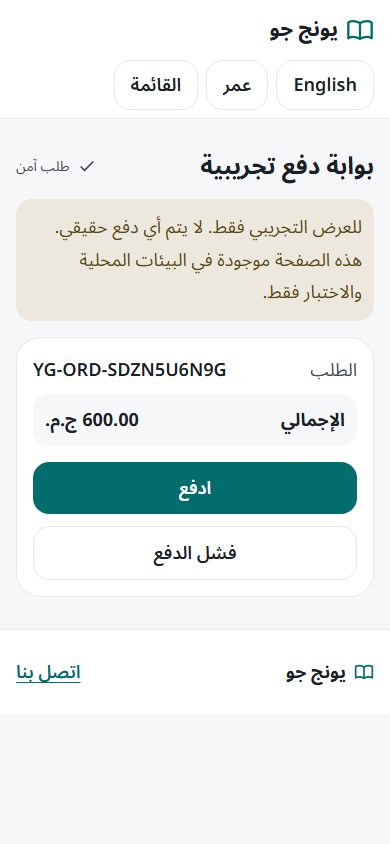 يونج جو
English
عمر
القائمة
بوابة دفع تجريبية
طلب آمن
للعرض التجريبي فقط. لا يتم أي دفع حقيقي.
هذه الصفحة موجودة في البيئات المحلية
والاختبار فقط.
الطلب
YG-ORD-SDZN5U6N9G
الإجمالي
600.00 ج.م.
ادفع
فشل الدفع
يونج جو
اتصل بنا